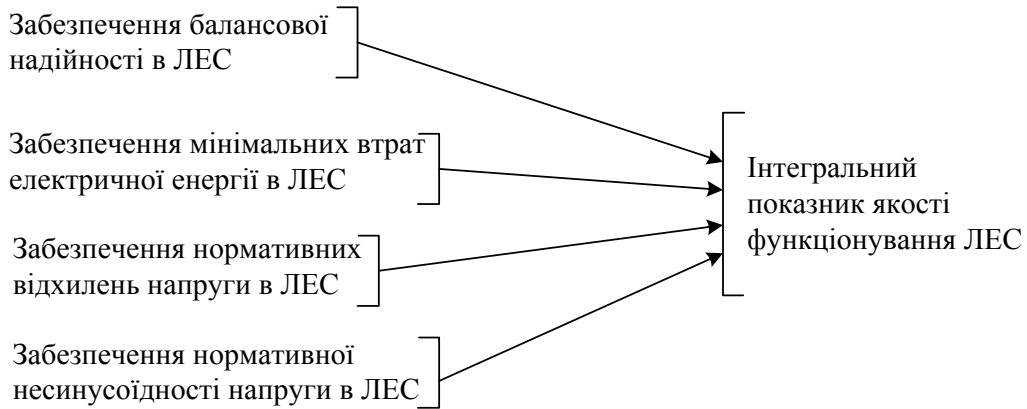 Забезпечення балансової
надійності в ЛЕС
Забезпечення мінімальних втрат
електричної енергії в ЛЕС
Забезпечення нормативних
відхилень напруги в ЛЕС
Забезпечення нормативної
несинусоїдності напруги в ЛЕС
Інтегральний
показник якості
функціонування ЛЕС